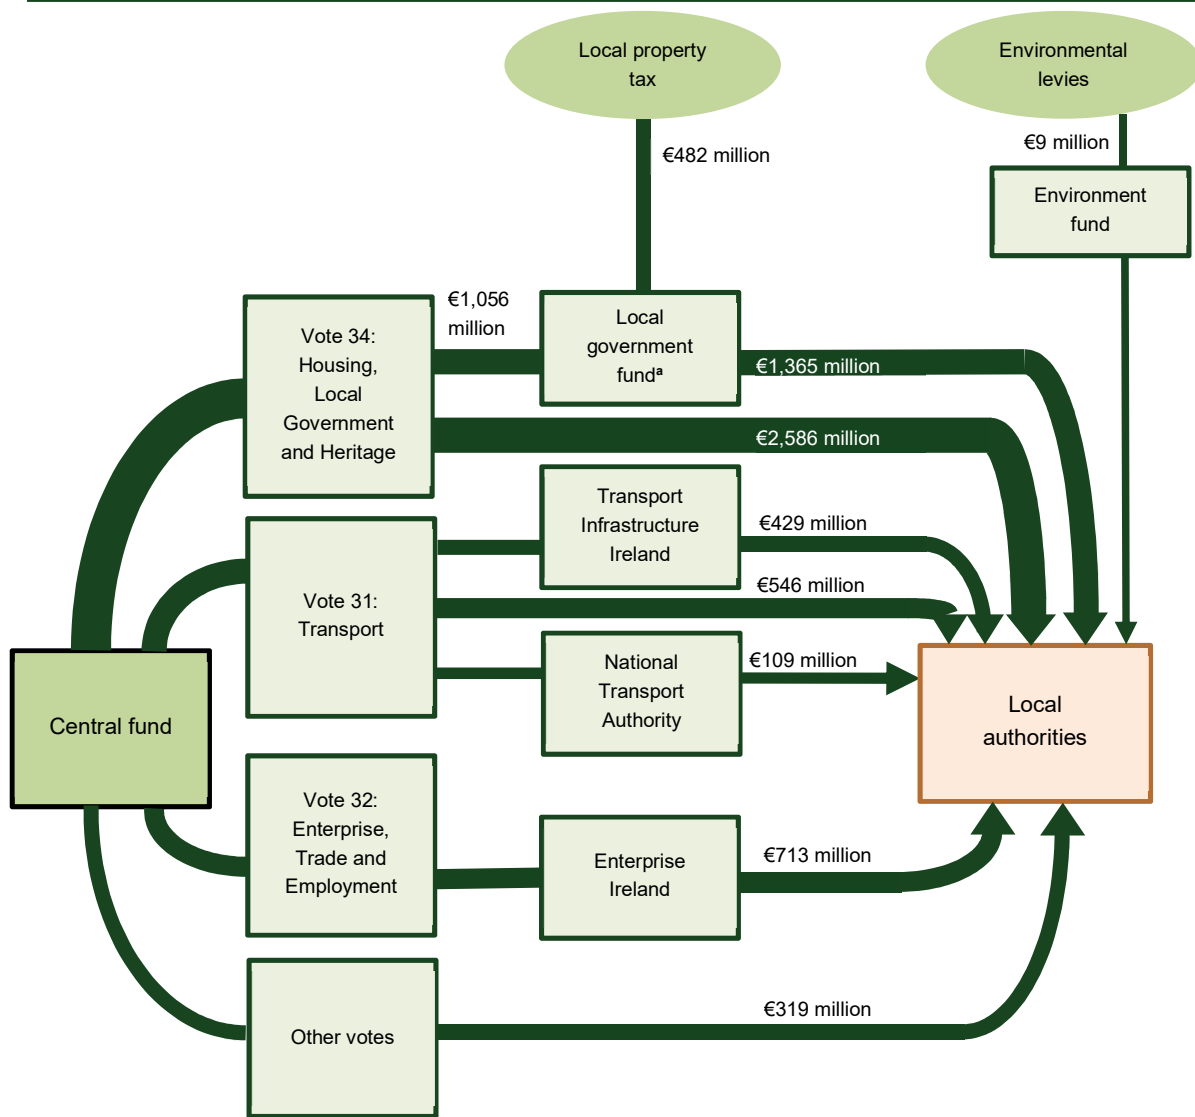 Local property
tax
Environmental
levies
€482 million
€9 million
Environment
fund
€1,056
million
Vote 34:
Housing,
Local
Government
and Heritage
Local
government
fundᵃ
€1,365 million
€2,586 million
Transport
Infrastructure
Ireland
€429 million
€546 million
Vote 31:
Transport
National
Transport
Authority
€109 million
Central fund
Local
authorities
Vote 32:
Enterprise,
Trade and
Employment
Enterprise
Ireland
€713 million
Other votes
€319 million